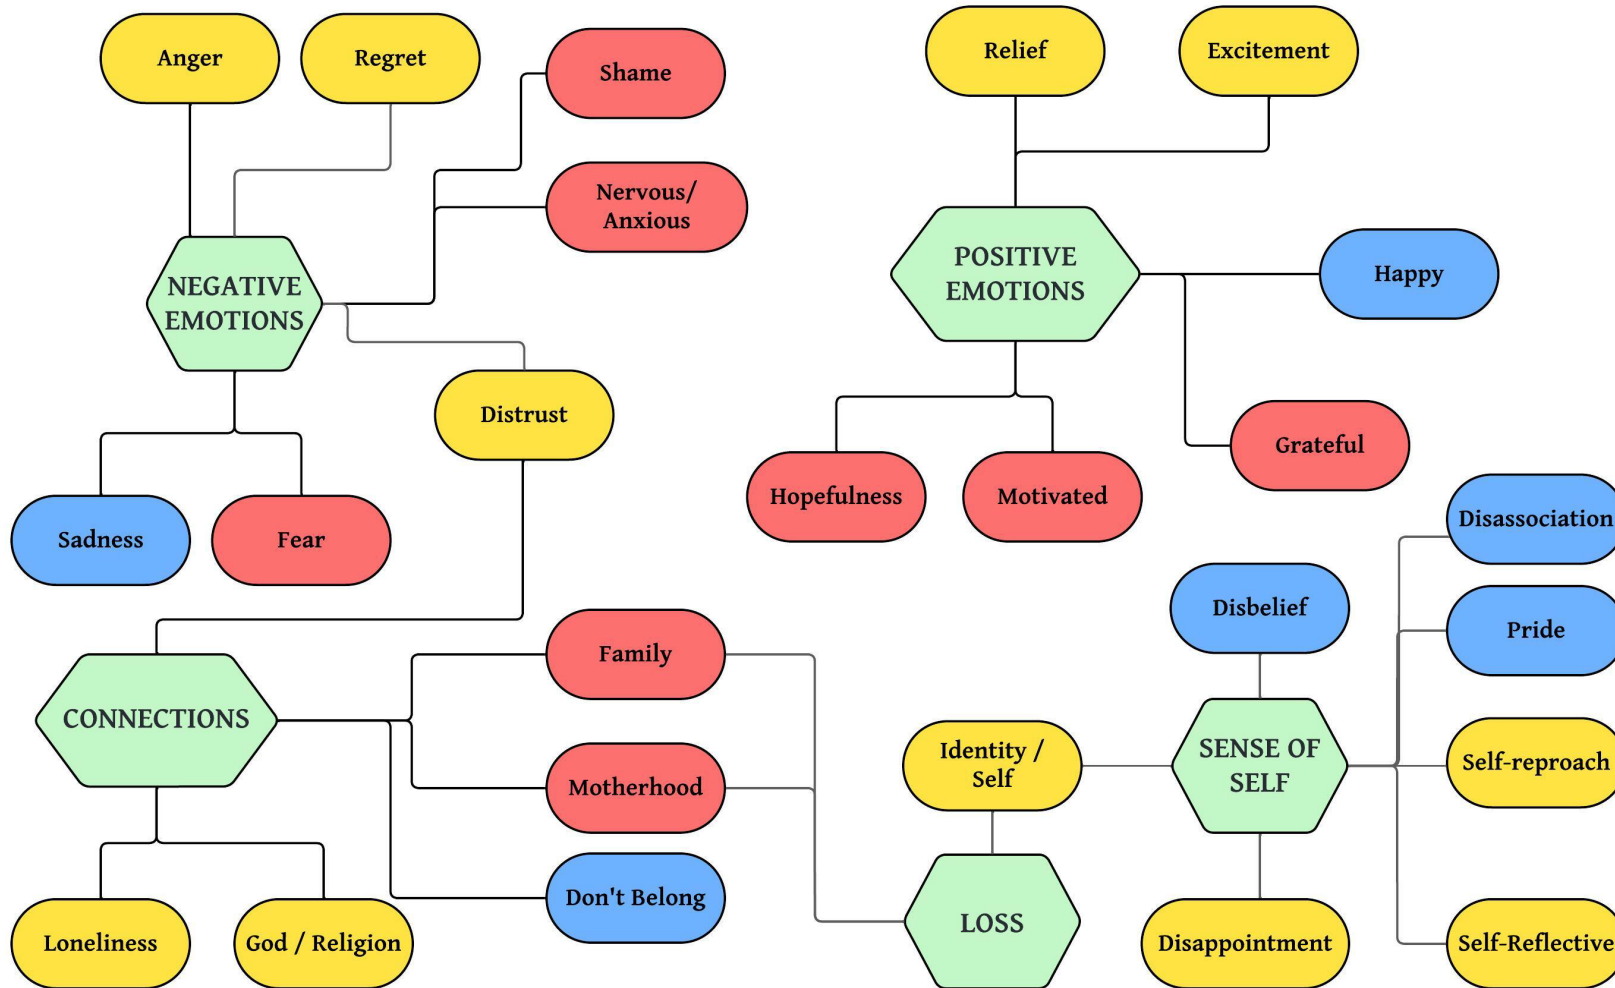 Anger
Regret
Shame
Nervous/
Anxious
NEGATIVE
EMOTIONS
Distrust
Sadness
Fear
Relief
Excitement
POSITIVE
EMOTIONS
Happy
Grateful
Hopefulness
Motivated
CONNECTIONS
Family
Motherhood
Don't Belong
Loneliness
God / Religion
Identity /
Self
LOSS
Disbelief
SENSE OF
SELF
Disappointment
Disassociation
Pride
Self-reproach
Self-Reflective